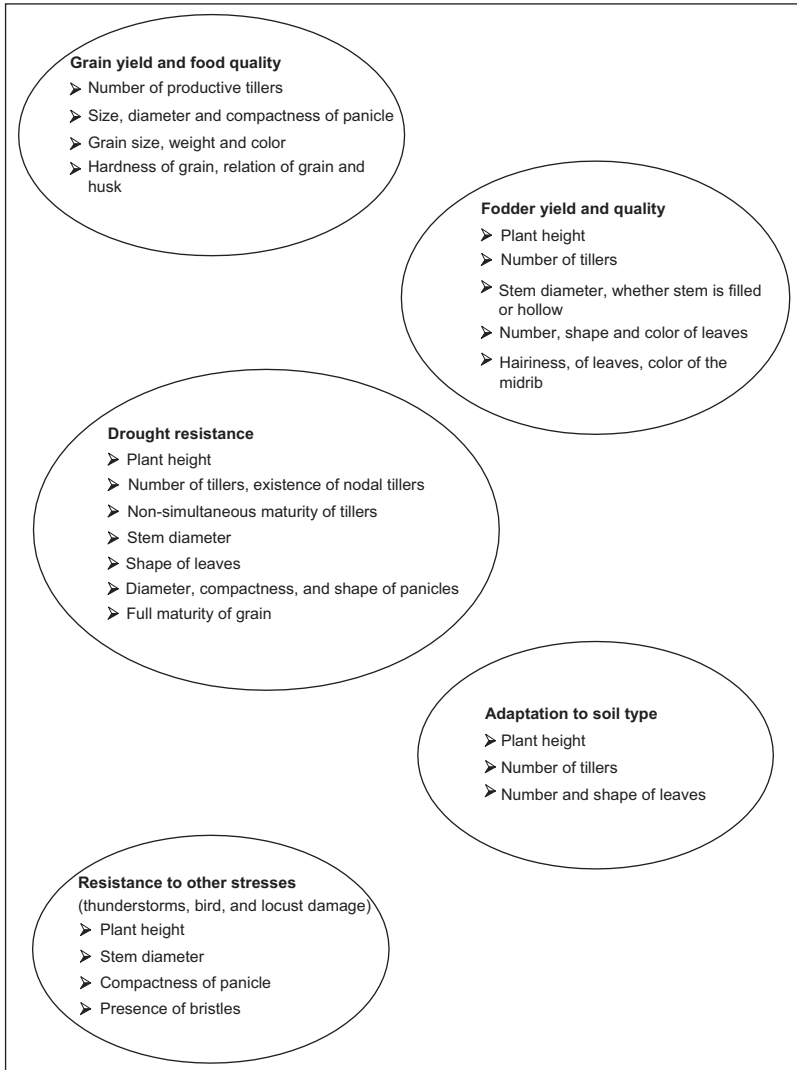 Grain yield and food quality
➢ Number of productive tillers
➢ Size, diameter and compactness of panicle
➢ Grain size, weight and color
➢ Hardness of grain, relation of grain and
husk
Fodder yield and quality
➢ Plant height
➢ Number of tillers
➢ Stem diameter, whether stem is filled
or hollow
➢ Number, shape and color of leaves
➢ Hairiness, of leaves, color of the
midrib
Drought resistance
➢ Plant height
➢ Number of tillers, existence of nodal tillers
➢ Non-simultaneous maturity of tillers
➢ Stem diameter
➢ Shape of leaves
➢ Diameter, compactness, and shape of panicles
➢ Full maturity of grain
Adaptation to soil type
➢ Plant height
➢ Number of tillers
➢ Number and shape of leaves
Resistance to other stresses
(thunderstorms, bird, and locust damage)
➢ Plant height
➢ Stem diameter
➢ Compactness of panicle
➢ Presence of bristles